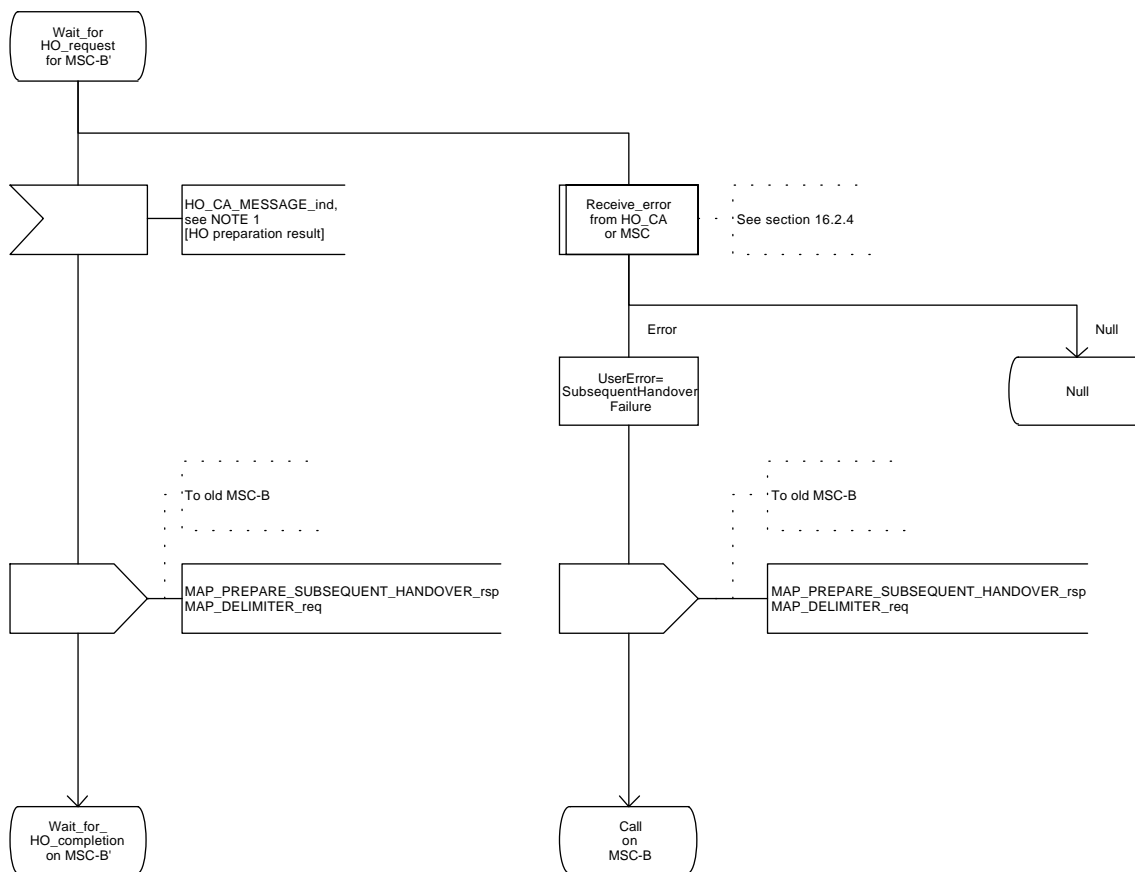 Wait_for
HO_request
for MSC-B'
HO_CA_MESSAGE_ind,
see NOTE 1
[HO preparation result]
Receive_error
from HO_CA
or MSC
See section 16.2.4
Error
Null
UserError=
SubsequentHandover
Failure
Null
To old MSC-B
To old MSC-B
MAP_PREPARE_SUBSEQUENT_HANDOVER_rsp
MAP_DELIMITER_req
MAP_PREPARE_SUBSEQUENT_HANDOVER_rsp
MAP_DELIMITER_req
Wait_for_
HO_completion
on MSC-B'
Call
on
MSC-B